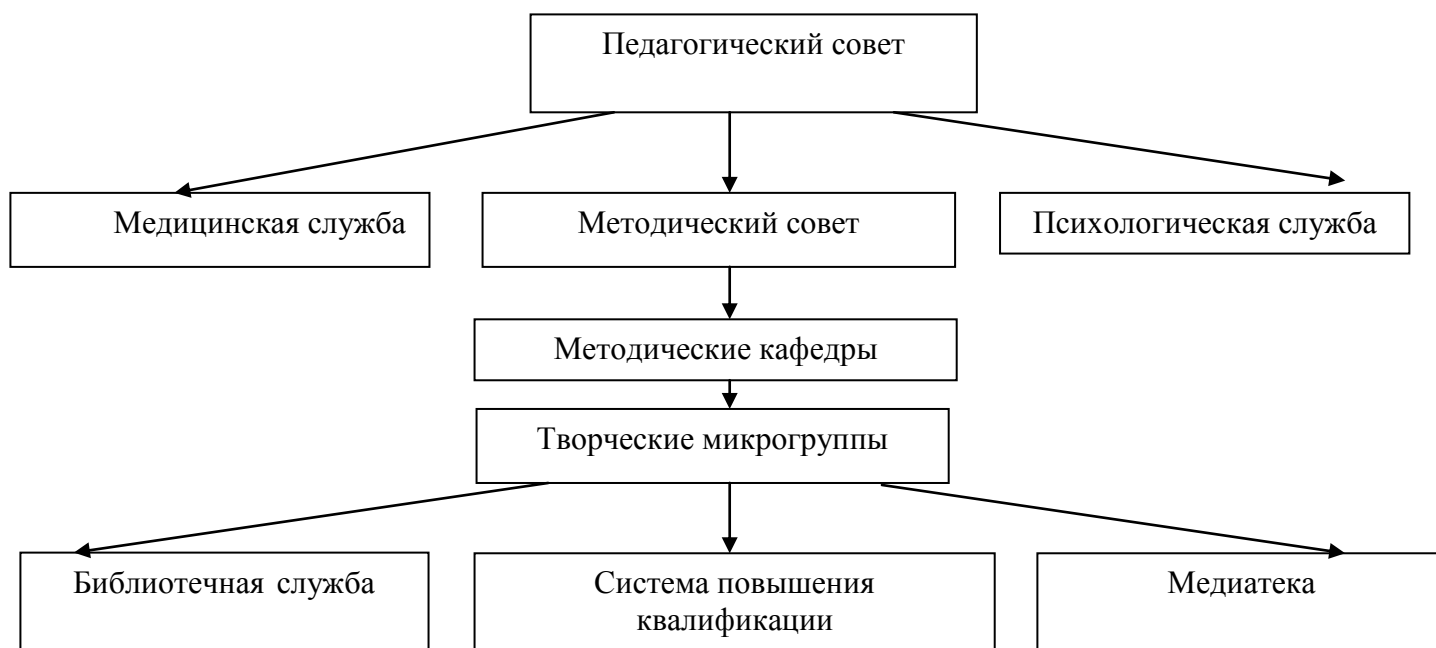 Педагогический совет
Медицинская служба
Методический совет
Психологическая служба
Методические кафедры
Творческие микрогруппы
Библиотечная служба
Система повышения
квалификации
Медиатека